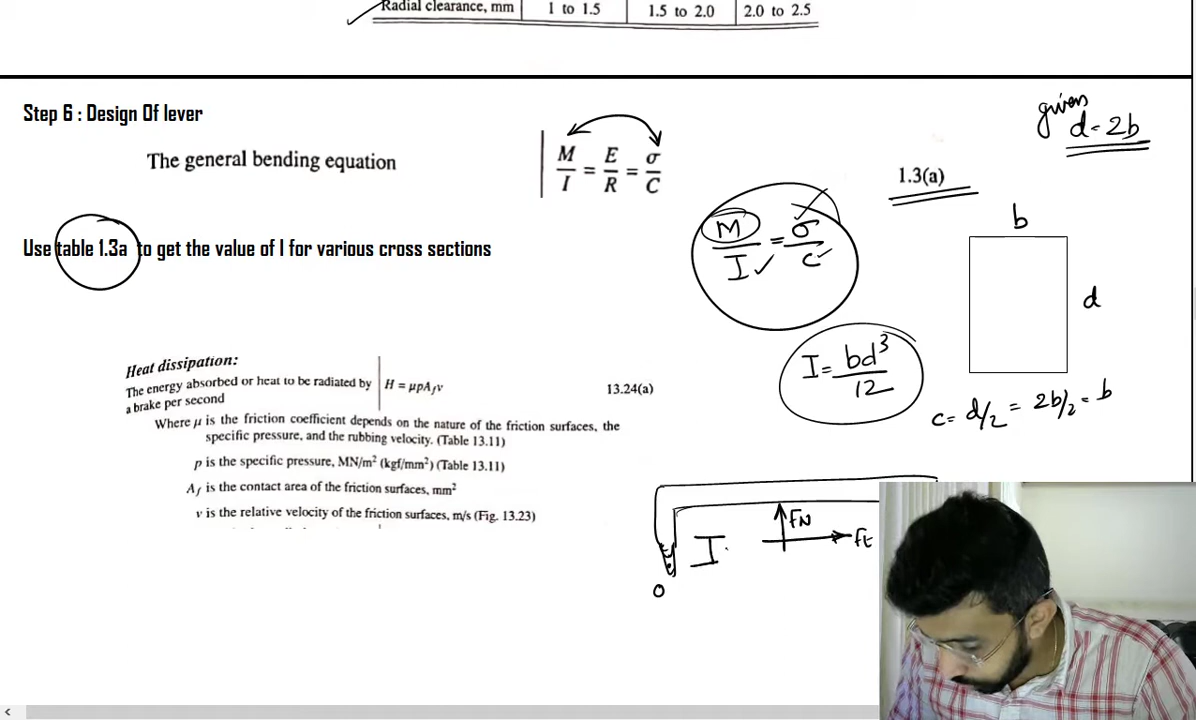 Radial clearance, mm 1 to 1.5 1.5 to 2.0 2.0 to 2.5
Step 6 : Design Of lever
given
d = 2b
The general bending equation
M/I = E/R = σ/C
1.3(a)
b
M/I = σ/c
Use table 1.3a to get the value of I for various cross sections
d
I = bd³/12
c = d/2 = 2b/2 = b
Heat dissipation:
The energy absorbed or heat to be radiated by
a brake per second
H = μpA_f v
13.24(a)
Where μ is the friction coefficient depends on the nature of the friction surfaces, the
specific pressure, and the rubbing velocity. (Table 13.11)
p is the specific pressure, MN/m² (kgf/mm²) (Table 13.11)
A_f is the contact area of the friction surfaces, mm²
v is the relative velocity of the friction surfaces, m/s (Fig. 13.23)
FN
Ft
I
O